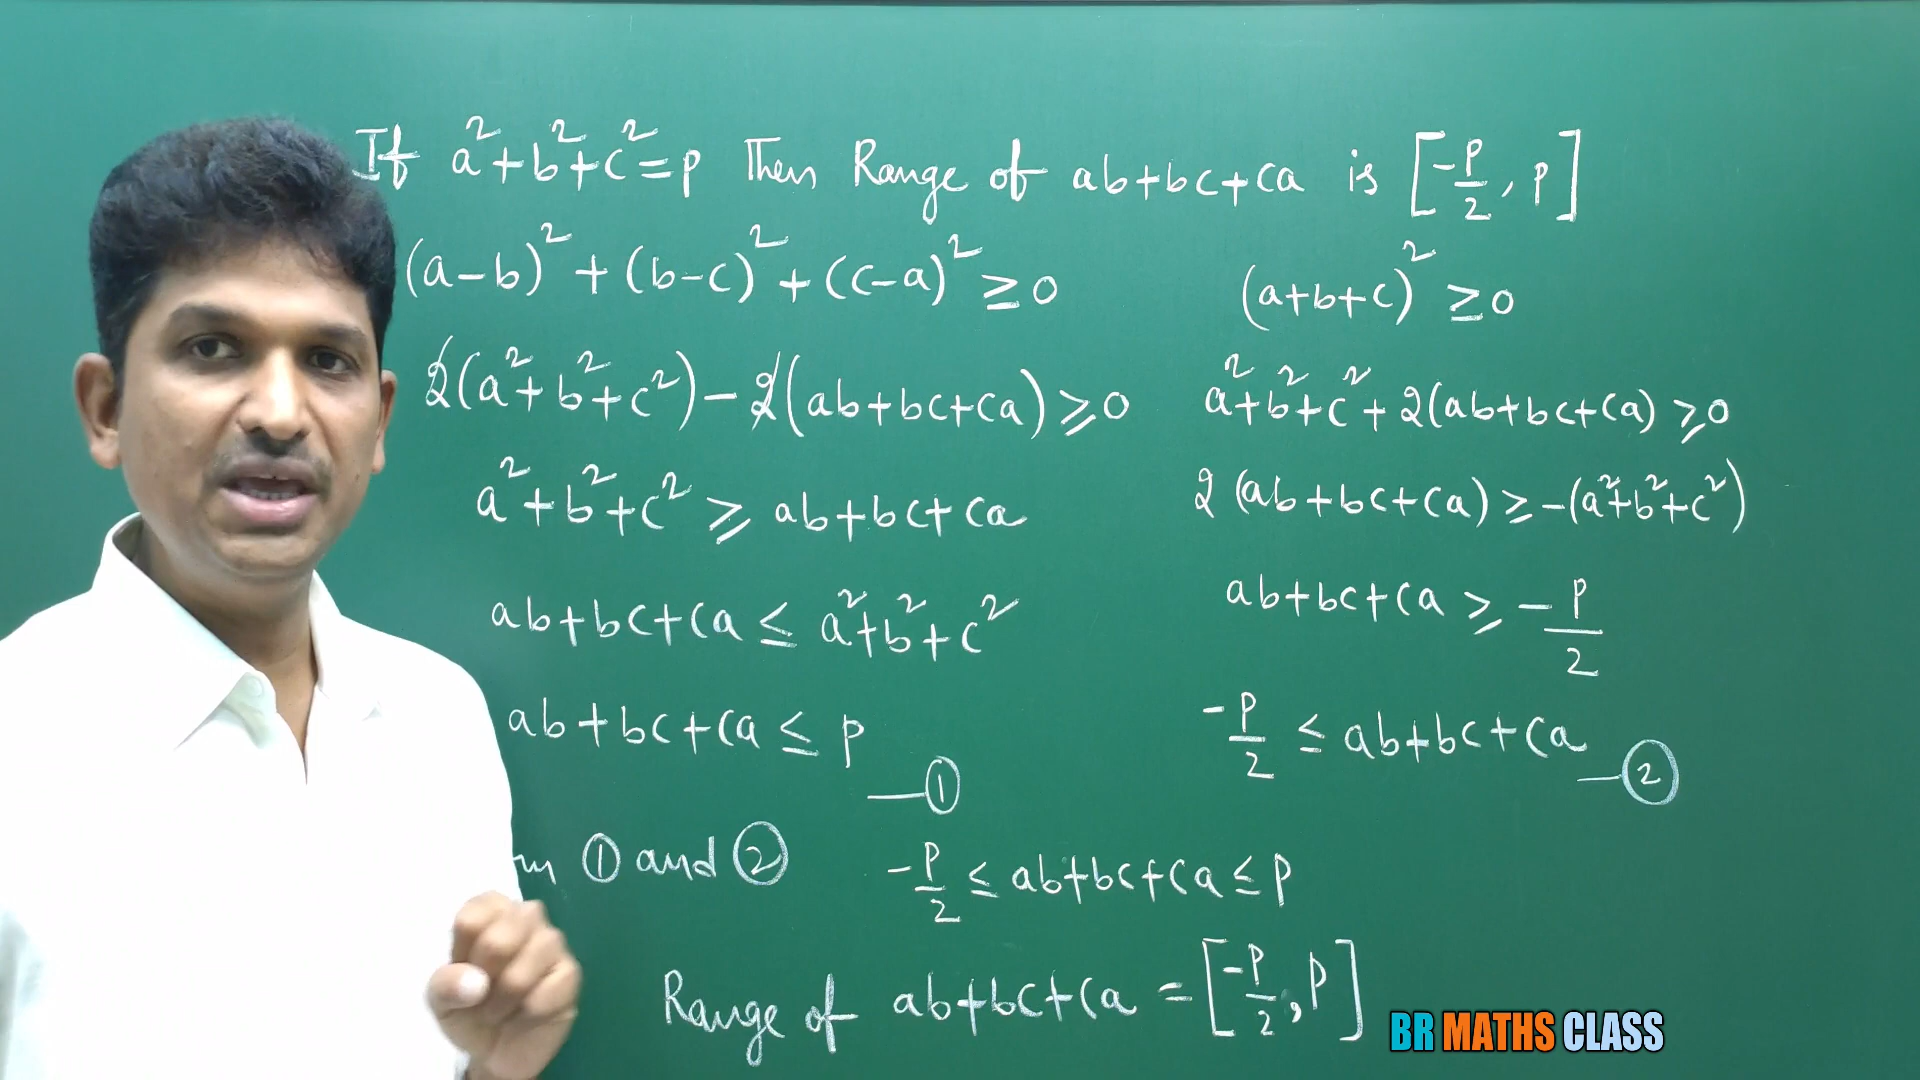 If a²+b²+c²=p Then Range of ab+bc+ca is [-p/2, p]
(a-b)²+(b-c)²+(c-a)² ≥0
(a+b+c)² ≥0
2(a²+b²+c²)-2(ab+bc+ca)≥0
a²+b²+c²+2(ab+bc+ca)≥0
a²+b²+c² ≥ ab+bc+ca
2(ab+bc+ca)≥-(a²+b²+c²)
ab+bc+ca ≤ a²+b²+c²
ab+bc+ca ≥ -p/2
ab+bc+ca ≤ p —①
-p/2 ≤ ab+bc+ca —②
① and ② -p/2 ≤ ab+bc+ca ≤ p
Range of ab+bc+ca = [-p/2, p]
BR MATHS CLASS